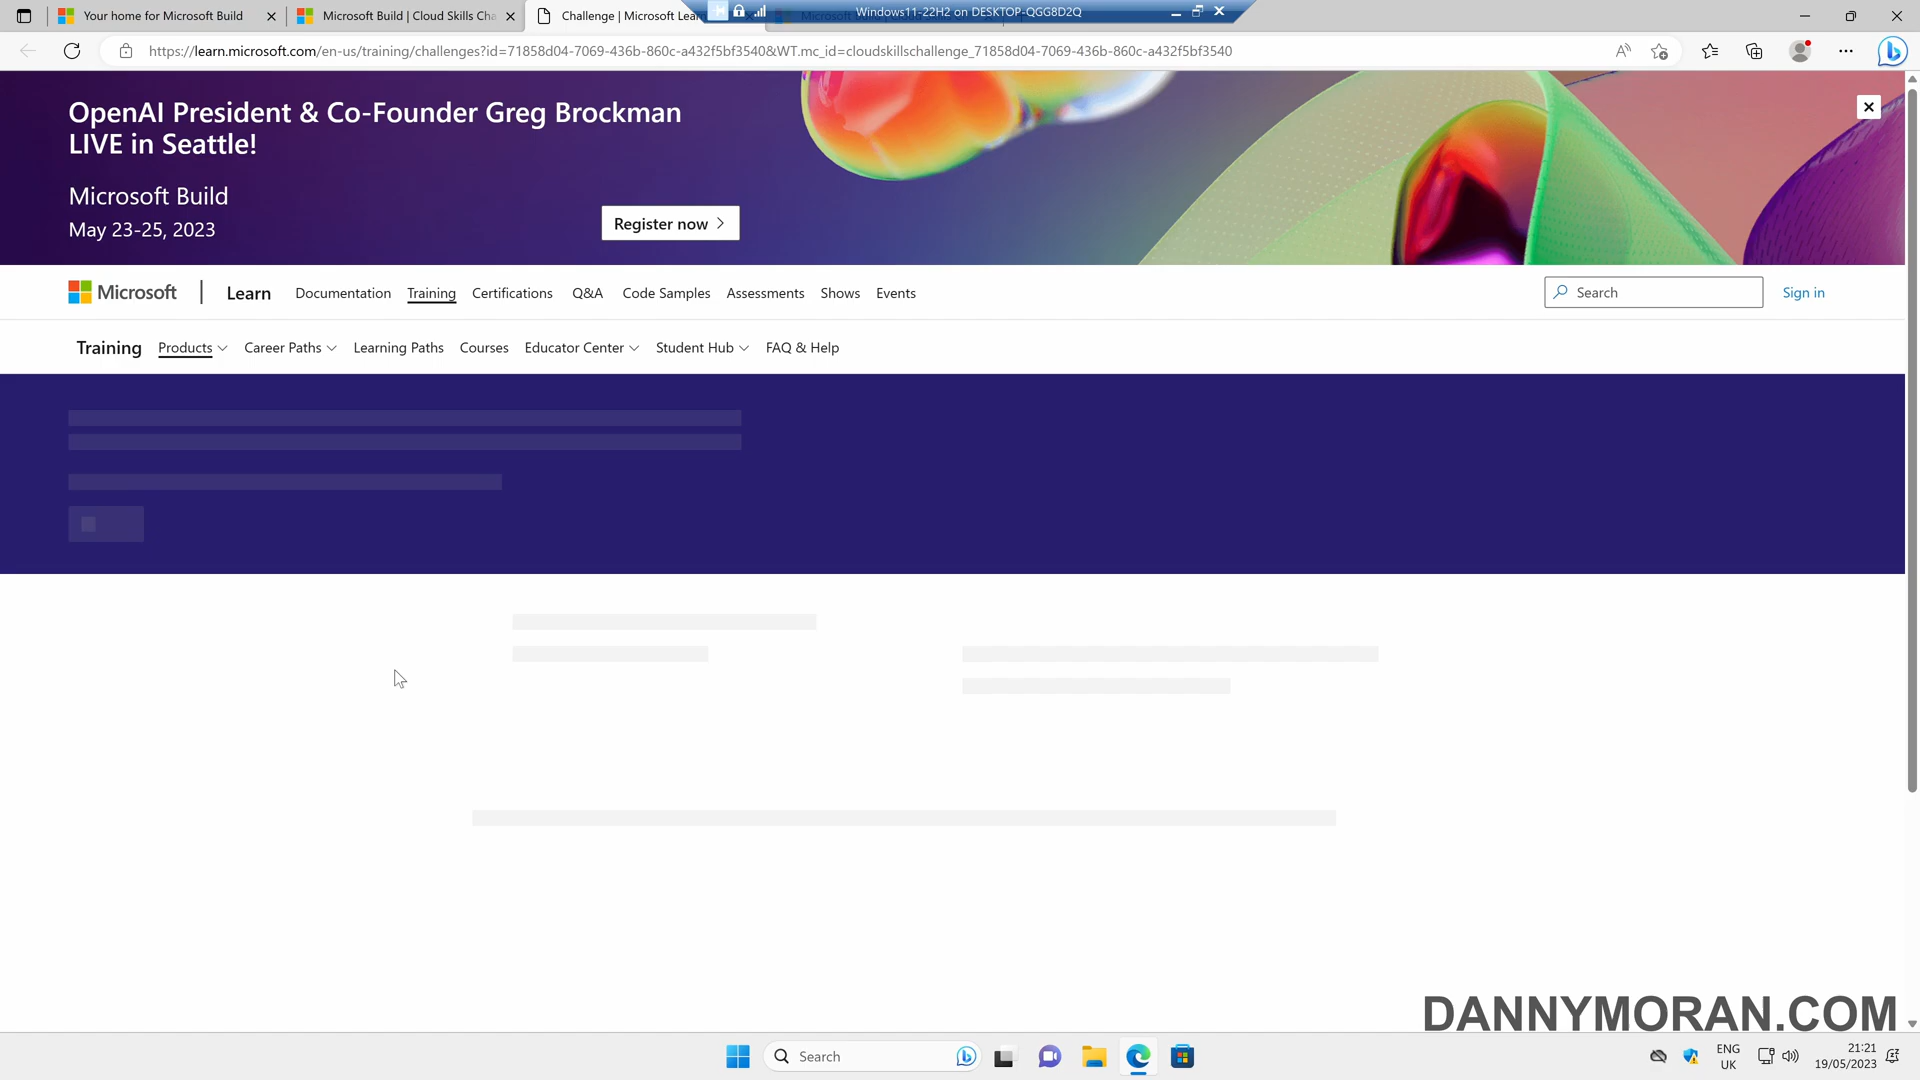 Your home for Microsoft Build
Microsoft Build | Cloud Skills Cha
Challenge | Microsoft Lear
Windows11-22H2 on DESKTOP-QGG8D2Q
https://learn.microsoft.com/en-us/training/challenges?id=71858d04-7069-436b-860c-a432f5bf3540&WT.mc_id=cloudskillschallenge_71858d04-7069-436b-860c-a432f5bf3540
OpenAI President & Co-Founder Greg Brockman
LIVE in Seattle!
Microsoft Build
May 23-25, 2023
Register now
Microsoft
Learn
Documentation
Training
Certifications
Q&A
Code Samples
Assessments
Shows
Events
Search
Sign in
Training
Products
Career Paths
Learning Paths
Courses
Educator Center
Student Hub
FAQ & Help
DANNYMORAN.COM
Search
ENG
UK
21:21
19/05/2023